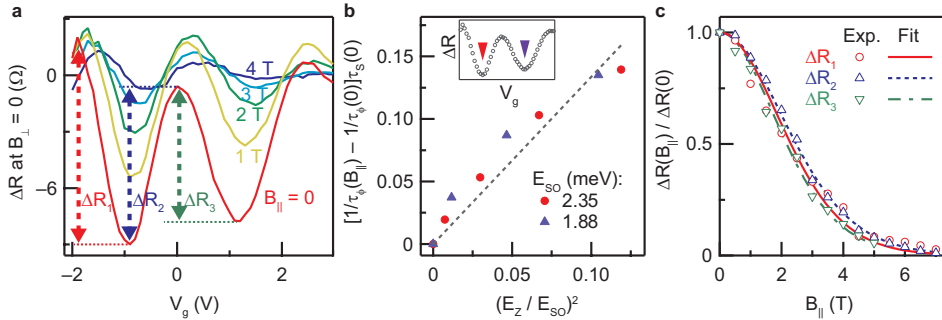 a
ΔR at B⊥ = 0 (Ω)
0
-6
4 T
3 T
2 T
1 T
B|| = 0
ΔR1
ΔR2
ΔR3
-2
0
2
Vg (V)
b
[1/τϕ(B||) − 1/τϕ(0)]τS(0)
0.15
0.10
0.05
0
ΔR
Vg
ESO (meV):
2.35
1.88
0
0.05
0.10
(EZ / ESO)²
c
ΔR(B||) / ΔR(0)
1.0
0.5
0
Exp. Fit
ΔR1
ΔR2
ΔR3
0
2
4
6
B|| (T)